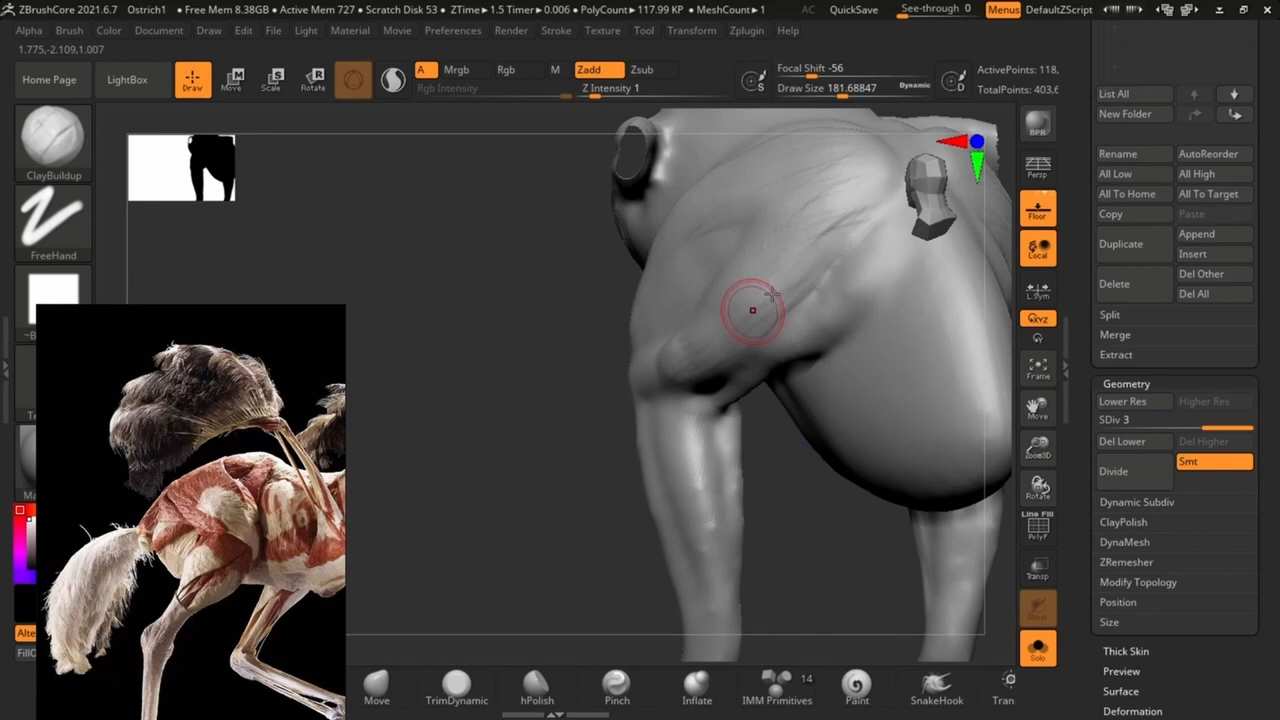 ZBrushCore 2021.6.7 Ostrich1 • Free Mem 8.38GB • Active Mem 727 • Scratch Disk 53 • ZTime▸1.5 Timer▸0.006 • PolyCount▸117.99 KP • MeshCount▸1 AC QuickSave See-through 0 Menus DefaultZScript
Alpha Brush Color Document Draw Edit File Light Material Movie Preferences Render Stroke Texture Tool Transform Zplugin Help
1.775,-2.109,1.007
Home Page LightBox Draw Move Scale Rotate A Mrgb Rgb M Zadd Zsub
Rgb Intensity Z Intensity 1
Focal Shift -56
Draw Size 181.68847 Dynamic
ActivePoints: 118,
TotalPoints: 403,6
ClayBuildup
FreeHand
~B
Te
Ma
Alte
FillO
BPR
Persp
Floor
Local
L.Sym
XYZ
Frame
Move
Zoom3D
Rotate
Line Fill
PolyF
Transp
Ghost
Solo
List All
New Folder
Rename AutoReorder
All Low All High
All To Home All To Target
Copy Paste
Duplicate Append
Insert
Delete Del Other
Del All
Split
Merge
Extract
Geometry
Lower Res Higher Res
SDiv 3
Del Lower Del Higher
Divide Smt
Dynamic Subdiv
ClayPolish
DynaMesh
ZRemesher
Modify Topology
Position
Size
Thick Skin
Preview
Surface
Deformation
Move TrimDynamic hPolish Pinch Inflate IMM Primitives 14 Paint SnakeHook Tran